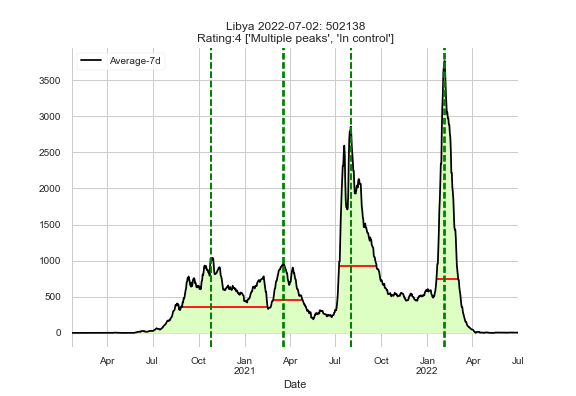 Libya 2022-07-02: 502138
Rating:4 ['Multiple peaks', 'In control']
Average-7d
3500
3000
2500
2000
1500
1000
500
0
Apr Jul Oct Jan Apr Jul Oct Jan Apr Jul
2021 2022
Date